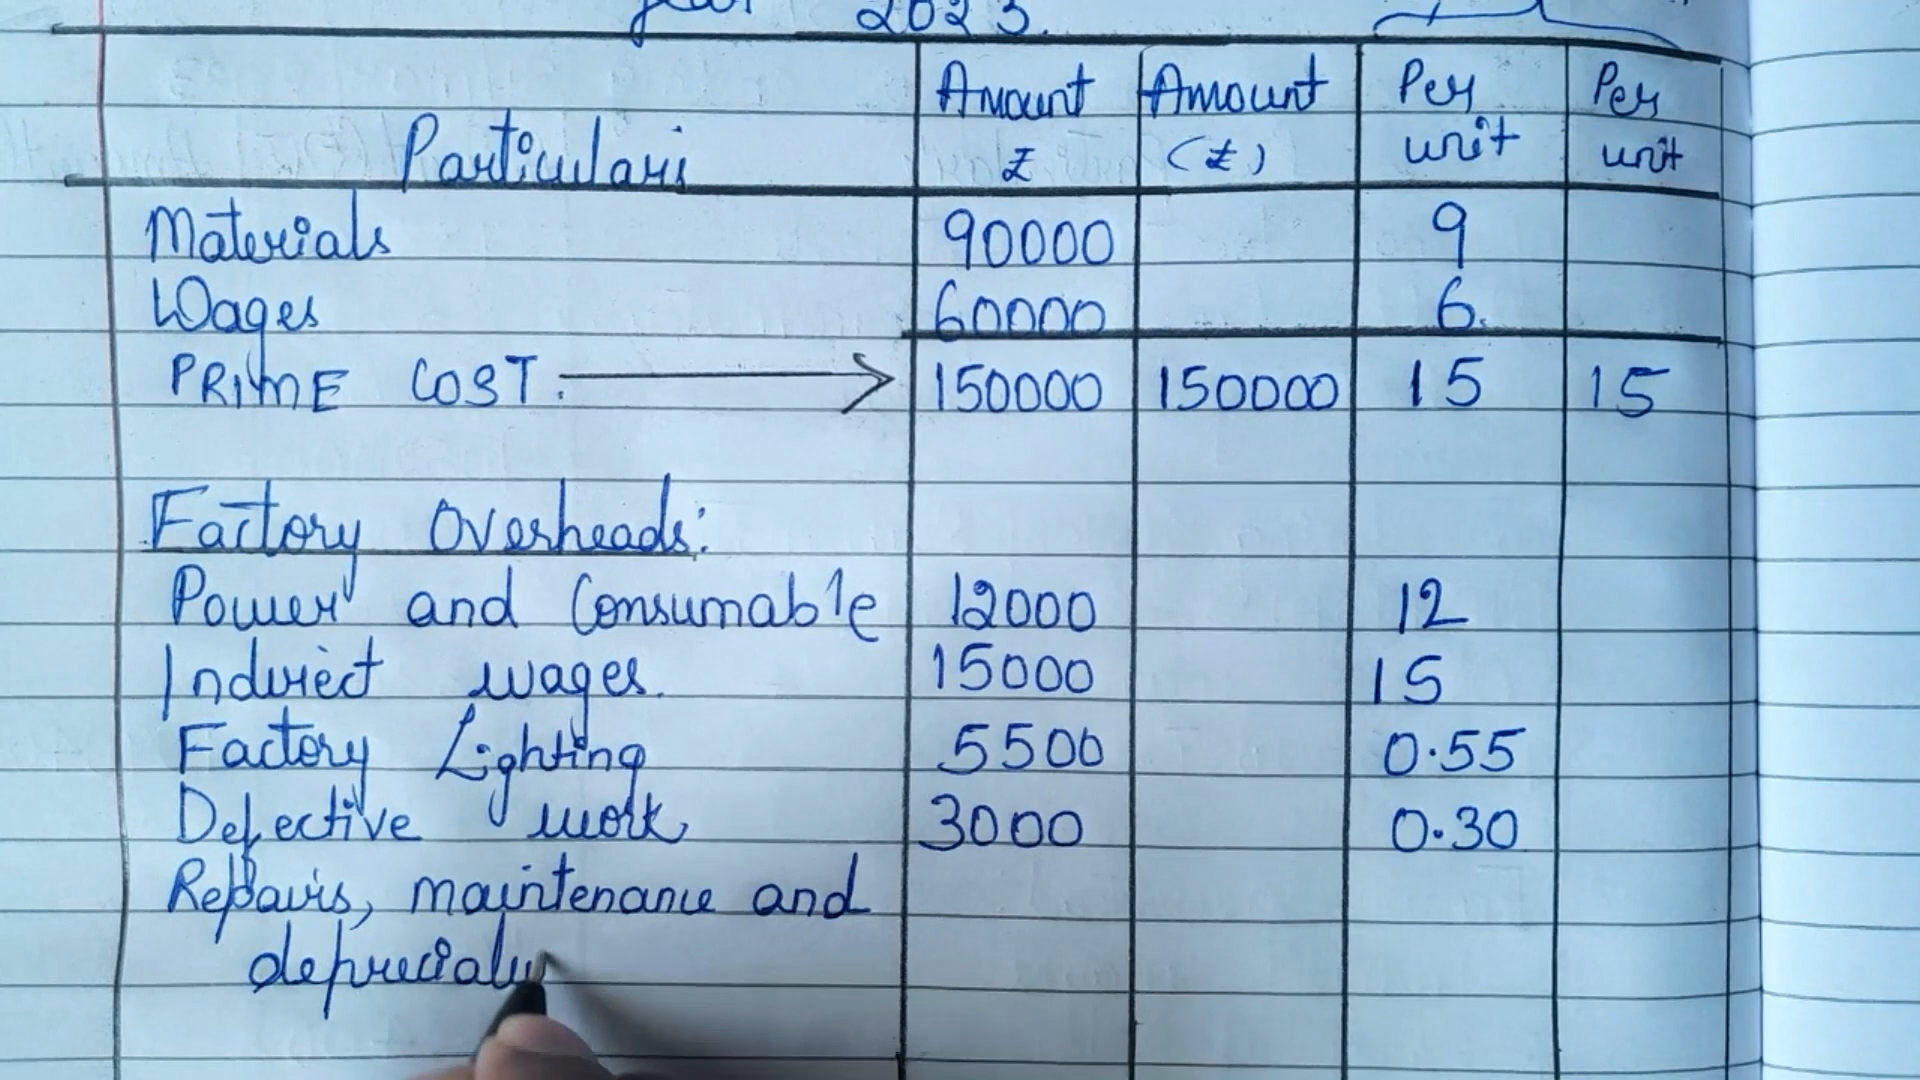 year 2023.
Particulars Amount ₹ Amount (₹) Per unit Per unit
Materials 90000 9
Wages 60000 6.
PRIME COST. → 150000 150000 15 15
Factory Overheads:
Power and Consumable 12000 12
Indirect wages. 15000 15
Factory Lighting 5500 0.55
Defective work 3000 0.30
Repairs, maintenance and